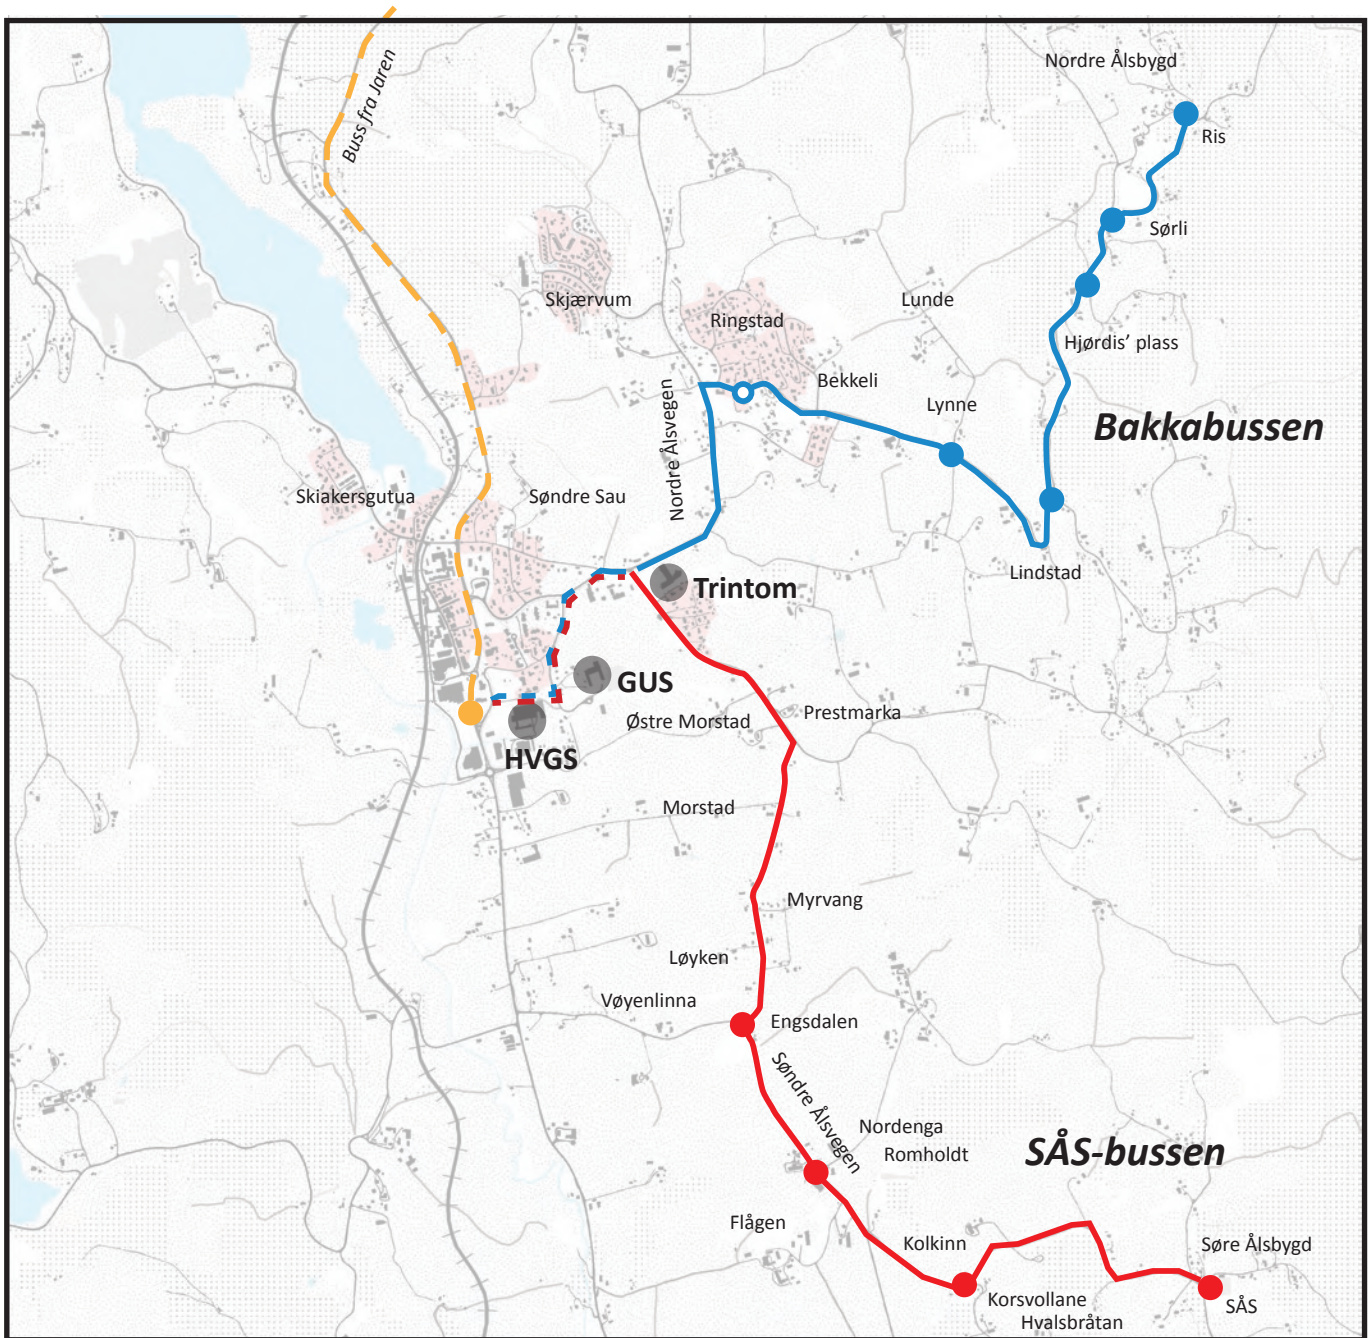 Buss fra Jaren
Nordre Ålsbygd
Ris
Sørli
Skjærvum
Lunde
Ringstad
Hjørdis’ plass
Bekkeli
Lynne
Bakkabussen
Nordre Ålsvegen
Skiakersgutua
Søndre Sau
Lindstad
Trintom
GUS
Østre Morstad
Prestmarka
HVGS
Morstad
Myrvang
Løyken
Vøyenlinna
Engsdalen
Søndre Ålsvegen
Nordenga
Romholdt
SÅS-bussen
Flågen
Kolkinn
Søre Ålsbygd
Korsvollane
SÅS
Hvalsbråtan